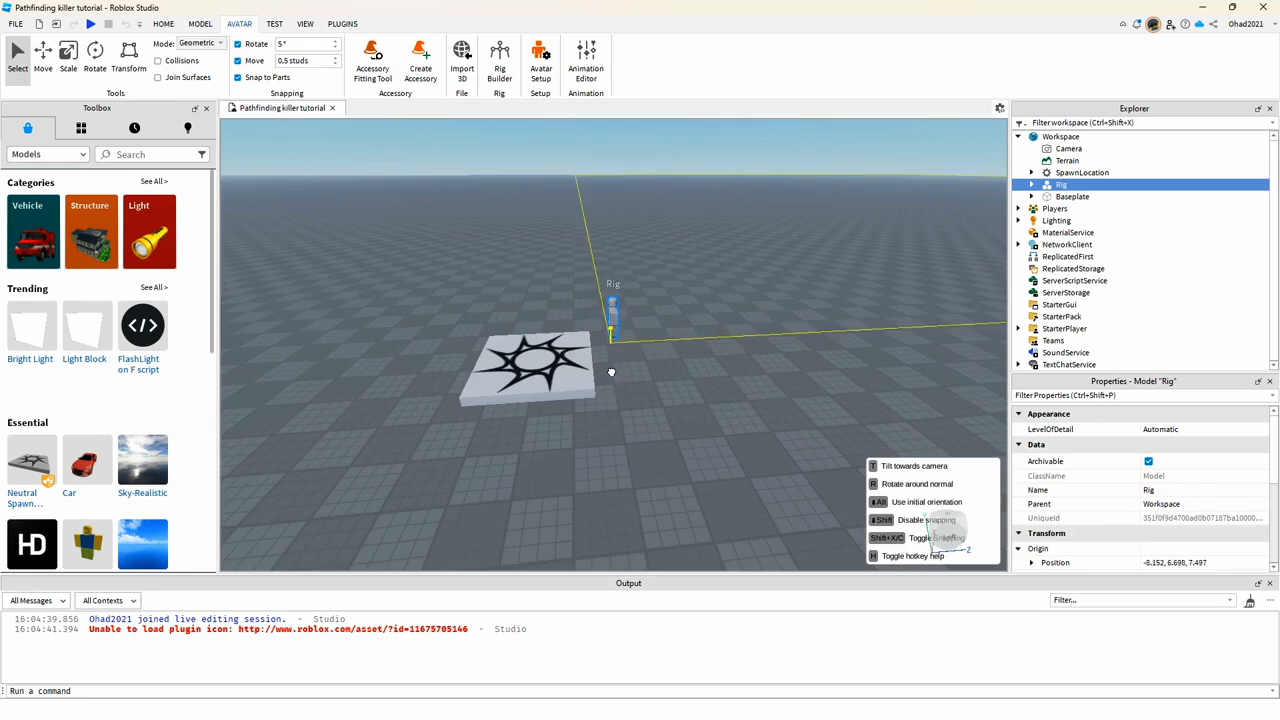 Pathfinding killer tutorial - Roblox Studio
FILE
HOME
MODEL
AVATAR
TEST
VIEW
PLUGINS
Ohad2021
Select
Move
Scale
Rotate
Transform
Mode:
Geometric
Collisions
Join Surfaces
Tools
Rotate
5°
Move
0.5 studs
Snap to Parts
Snapping
Accessory Fitting Tool
Create Accessory
Accessory
Import 3D
File
Rig Builder
Rig
Avatar Setup
Setup
Animation Editor
Animation
Toolbox
Models
Search
Categories
See All >
Vehicle
Structure
Light
Trending
See All >
Bright Light
Light Block
FlashLight
on F script
Essential
See All >
Neutral
Spawn...
Car
Sky-Realistic
HD
Pathfinding killer tutorial
Rig
T Tilt towards camera
R Rotate around normal
Alt Use initial orientation
Shift Disable snapping
Shift+X/C Toggle
H Toggle hotkey help
Z
Explorer
Filter workspace (Ctrl+Shift+X)
Workspace
Camera
Terrain
SpawnLocation
Rig
Baseplate
Players
Lighting
MaterialService
NetworkClient
ReplicatedFirst
ReplicatedStorage
ServerScriptService
ServerStorage
StarterGui
StarterPack
StarterPlayer
Teams
SoundService
TextChatService
Properties - Model "Rig"
Filter Properties (Ctrl+Shift+P)
Appearance
LevelOfDetail Automatic
Data
Archivable
ClassName Model
Name Rig
Parent Workspace
UniqueId 351f0f9d4700ad0b07187ba10000...
Transform
Origin
Position -8.152, 6.698, 7.497
Output
All Messages
All Contexts
Filter...
16:04:39.856 Ohad2021 joined live editing session. - Studio
16:04:41.394 Unable to load plugin icon: http://www.roblox.com/asset/?id=11675705146 - Studio
Run a command